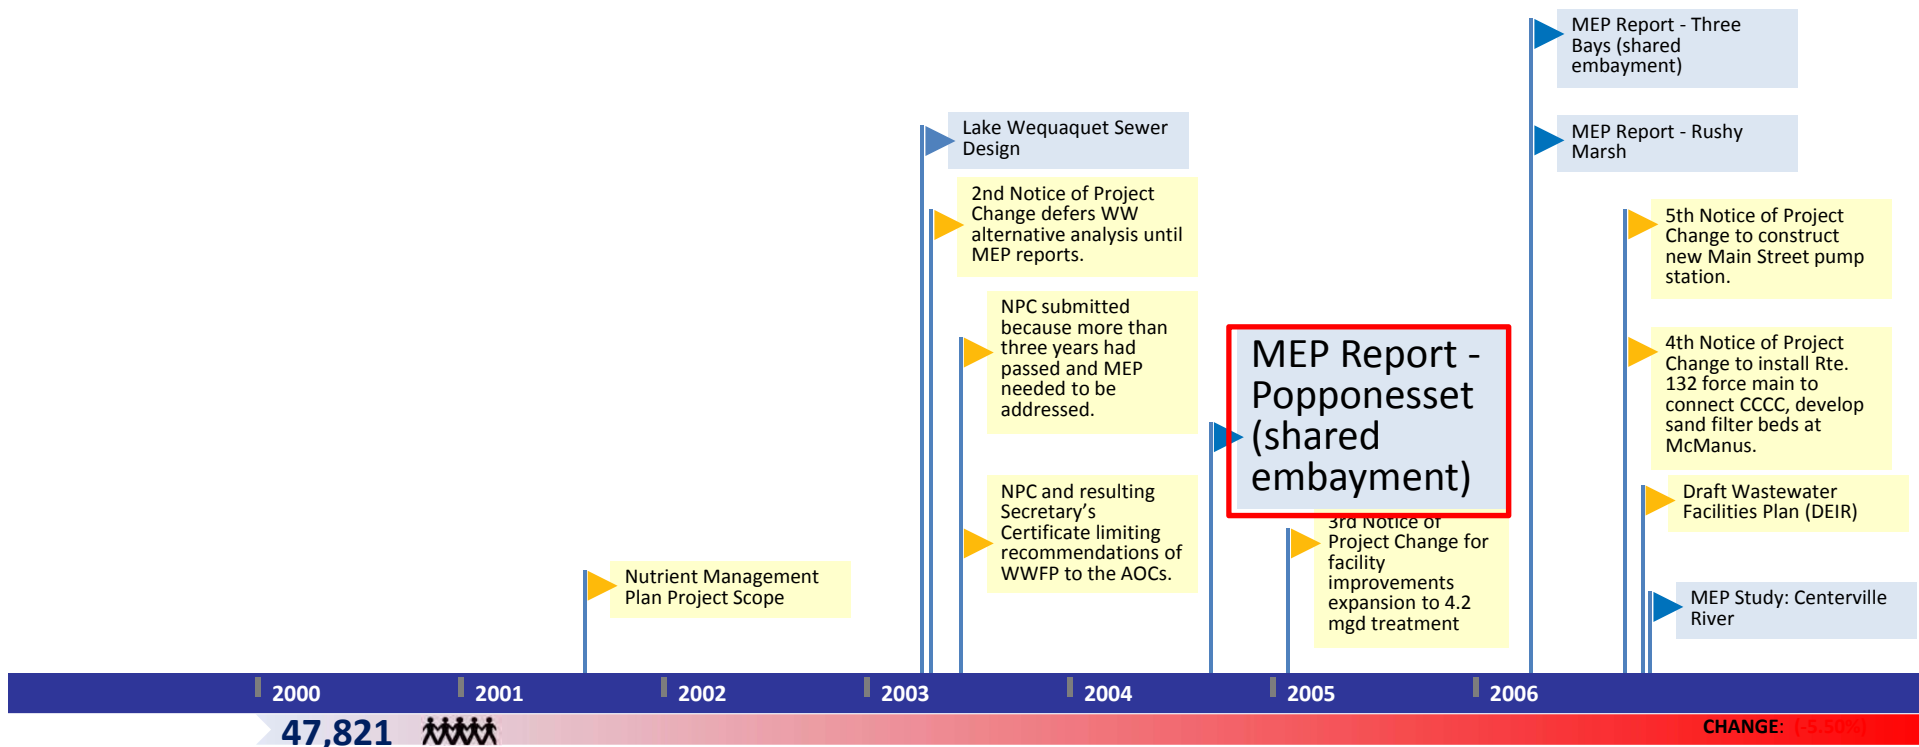 MEP Report - Three
Bays (shared
embayment)
Lake Wequaquet Sewer
Design
MEP Report - Rushy
Marsh
2nd Notice of Project
Change defers WW
alternative analysis until
MEP reports.
5th Notice of Project
Change to construct
new Main Street pump
station.
NPC submitted
because more than
three years had
passed and MEP
needed to be
addressed.
MEP Report -
Popponesset
(shared
embayment)
4th Notice of Project
Change to install Rte.
132 force main to
connect CCCC, develop
sand filter beds at
McManus.
NPC and resulting
Secretary's
Certificate limiting
recommendations of
WWFP to the AOCs.
3rd Notice of
Project Change for
facility
improvements
expansion to 4.2
mgd treatment
Draft Wastewater
Facilities Plan (DEIR)
Nutrient Management
Plan Project Scope
MEP Study: Centerville
River
2000 2001 2002 2003 2004 2005 2006
47,821 CHANGE: (-5.50%)